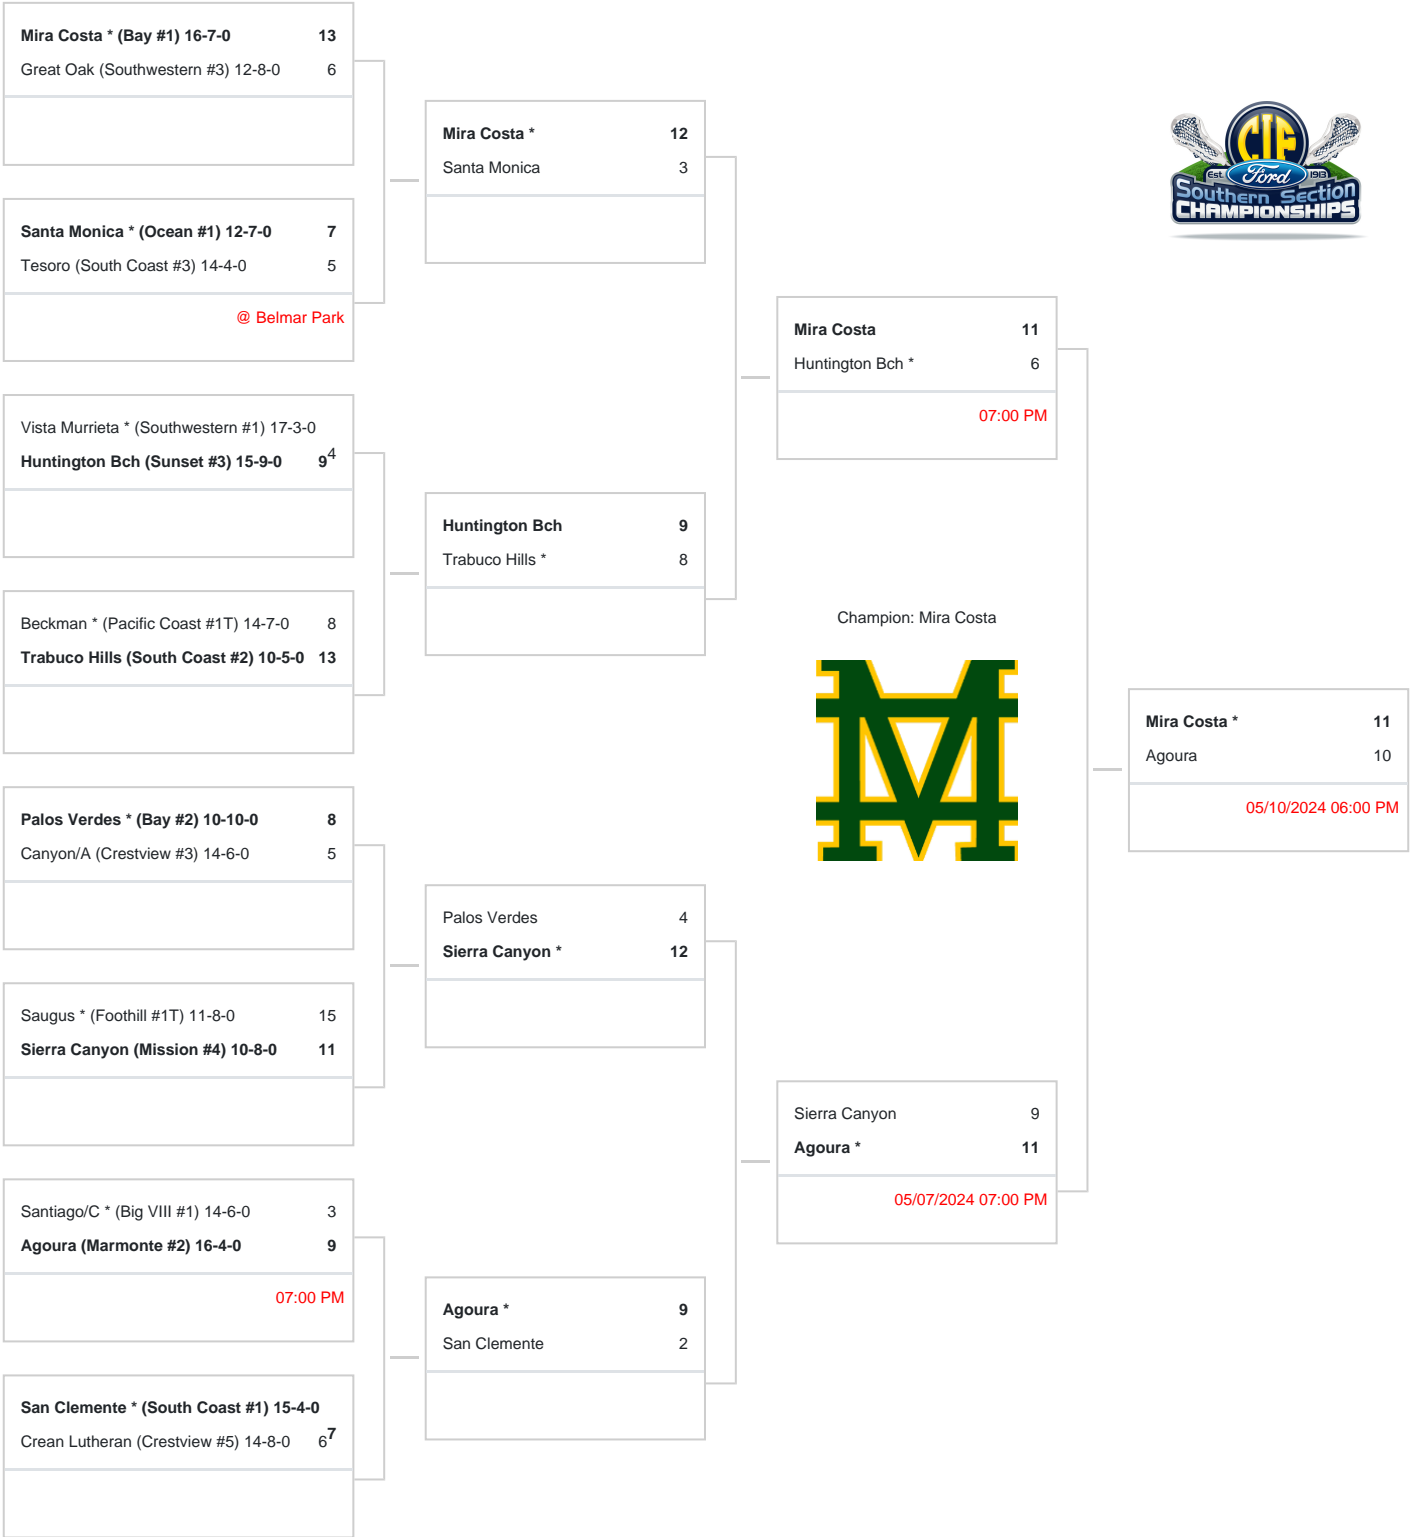 Mira Costa * (Bay #1) 16-7-0 13
Great Oak (Southwestern #3) 12-8-0 6
Santa Monica * (Ocean #1) 12-7-0 7
Tesoro (South Coast #3) 14-4-0 5
@ Belmar Park
Vista Murrieta * (Southwestern #1) 17-3-0 4
Huntington Bch (Sunset #3) 15-9-0 9
Beckman * (Pacific Coast #1T) 14-7-0 8
Trabuco Hills (South Coast #2) 10-5-0 13
Palos Verdes * (Bay #2) 10-10-0 8
Canyon/A (Crestview #3) 14-6-0 5
Saugus * (Foothill #1T) 11-8-0 15
Sierra Canyon (Mission #4) 10-8-0 11
Santiago/C * (Big VIII #1) 14-6-0 3
Agoura (Marmonte #2) 16-4-0 9
07:00 PM
San Clemente * (South Coast #1) 15-4-0 7
Crean Lutheran (Crestview #5) 14-8-0 6
Mira Costa * 12
Santa Monica 3
Huntington Bch 9
Trabuco Hills * 8
Palos Verdes 4
Sierra Canyon * 12
Agoura * 9
San Clemente 2
Mira Costa 11
Huntington Bch * 6
07:00 PM
Sierra Canyon 9
Agoura * 11
05/07/2024 07:00 PM
Champion: Mira Costa
M
CIF
Est. Ford 1913
Southern Section
CHAMPIONSHIPS
Mira Costa * 11
Agoura 10
05/10/2024 06:00 PM